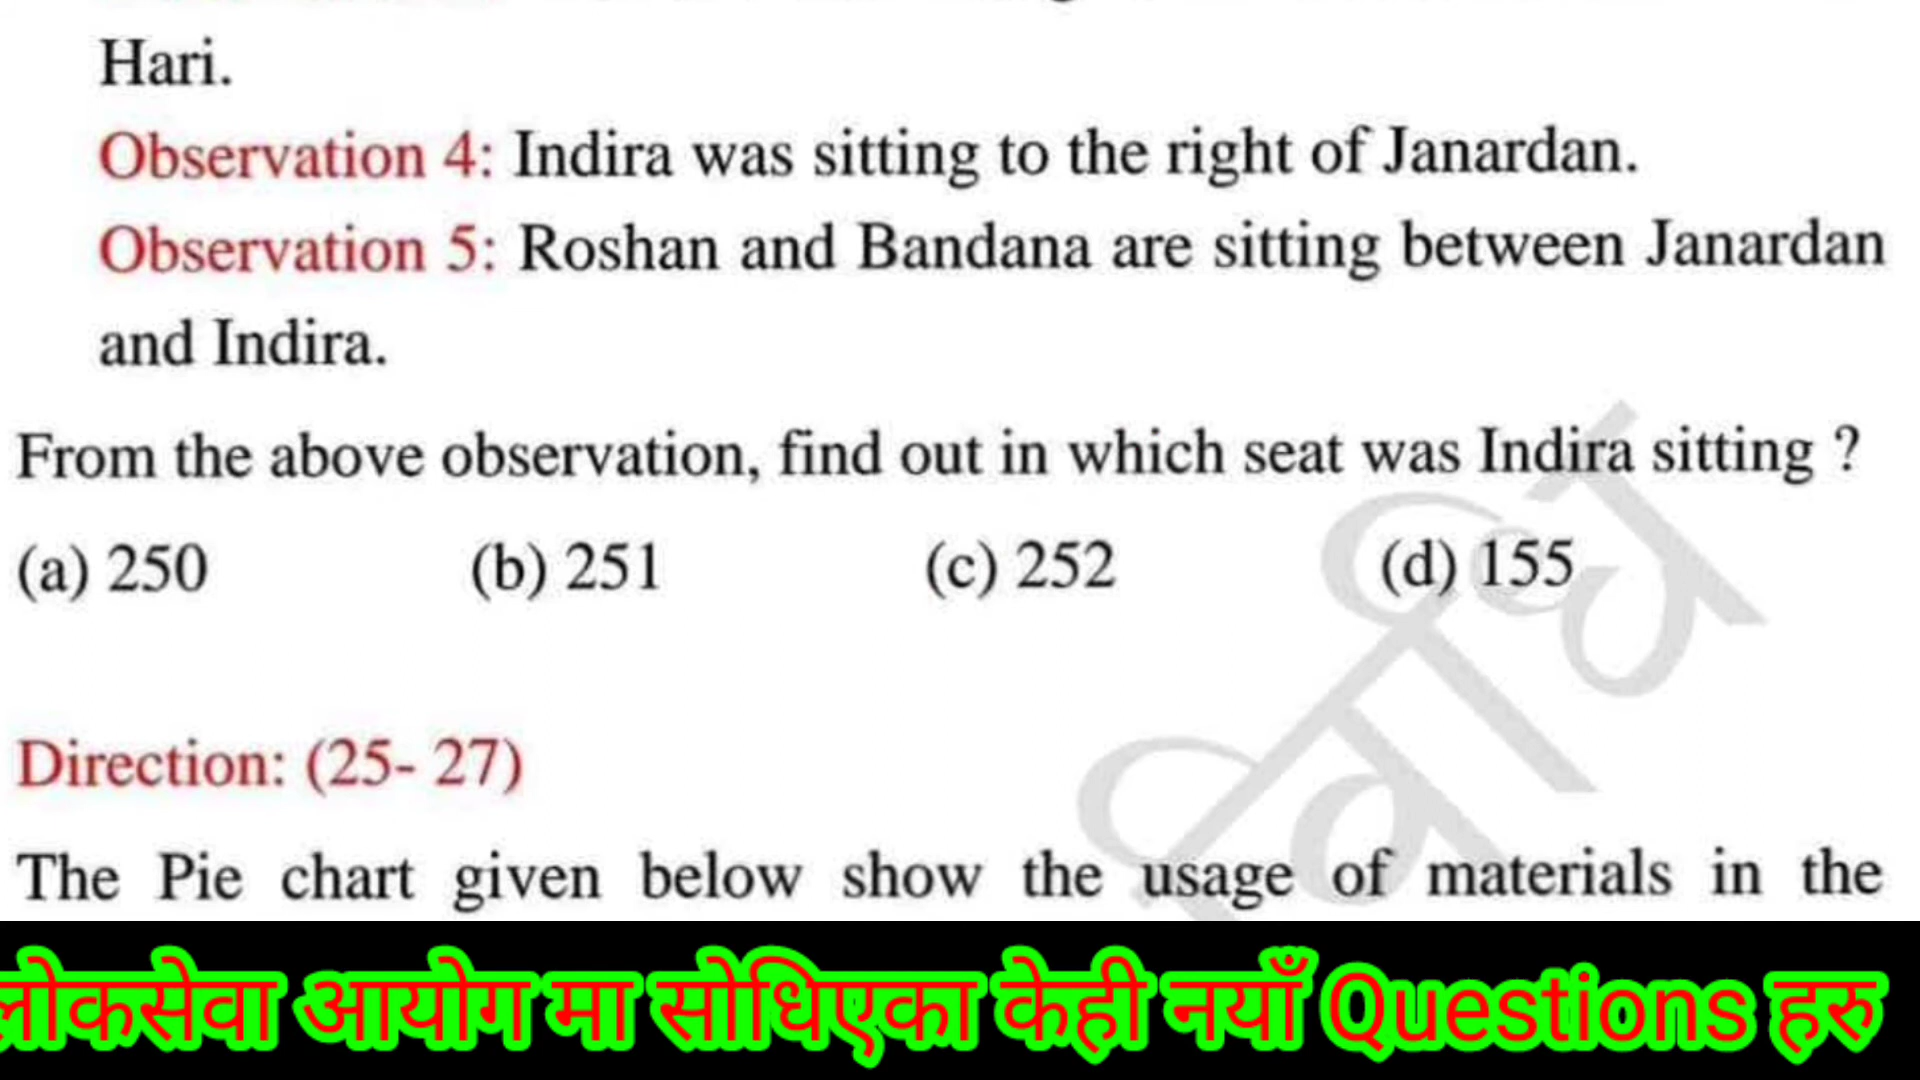 Hari.
Observation 4: Indira was sitting to the right of Janardan.
Observation 5: Roshan and Bandana are sitting between Janardan
and Indira.
From the above observation, find out in which seat was Indira sitting ?
(a) 250 (b) 251 (c) 252 (d) 155
Direction: (25- 27)
The Pie chart given below show the usage of materials in the
लोकसेवा आयोग मा सोधिएका केही नयाँ Questions हरु